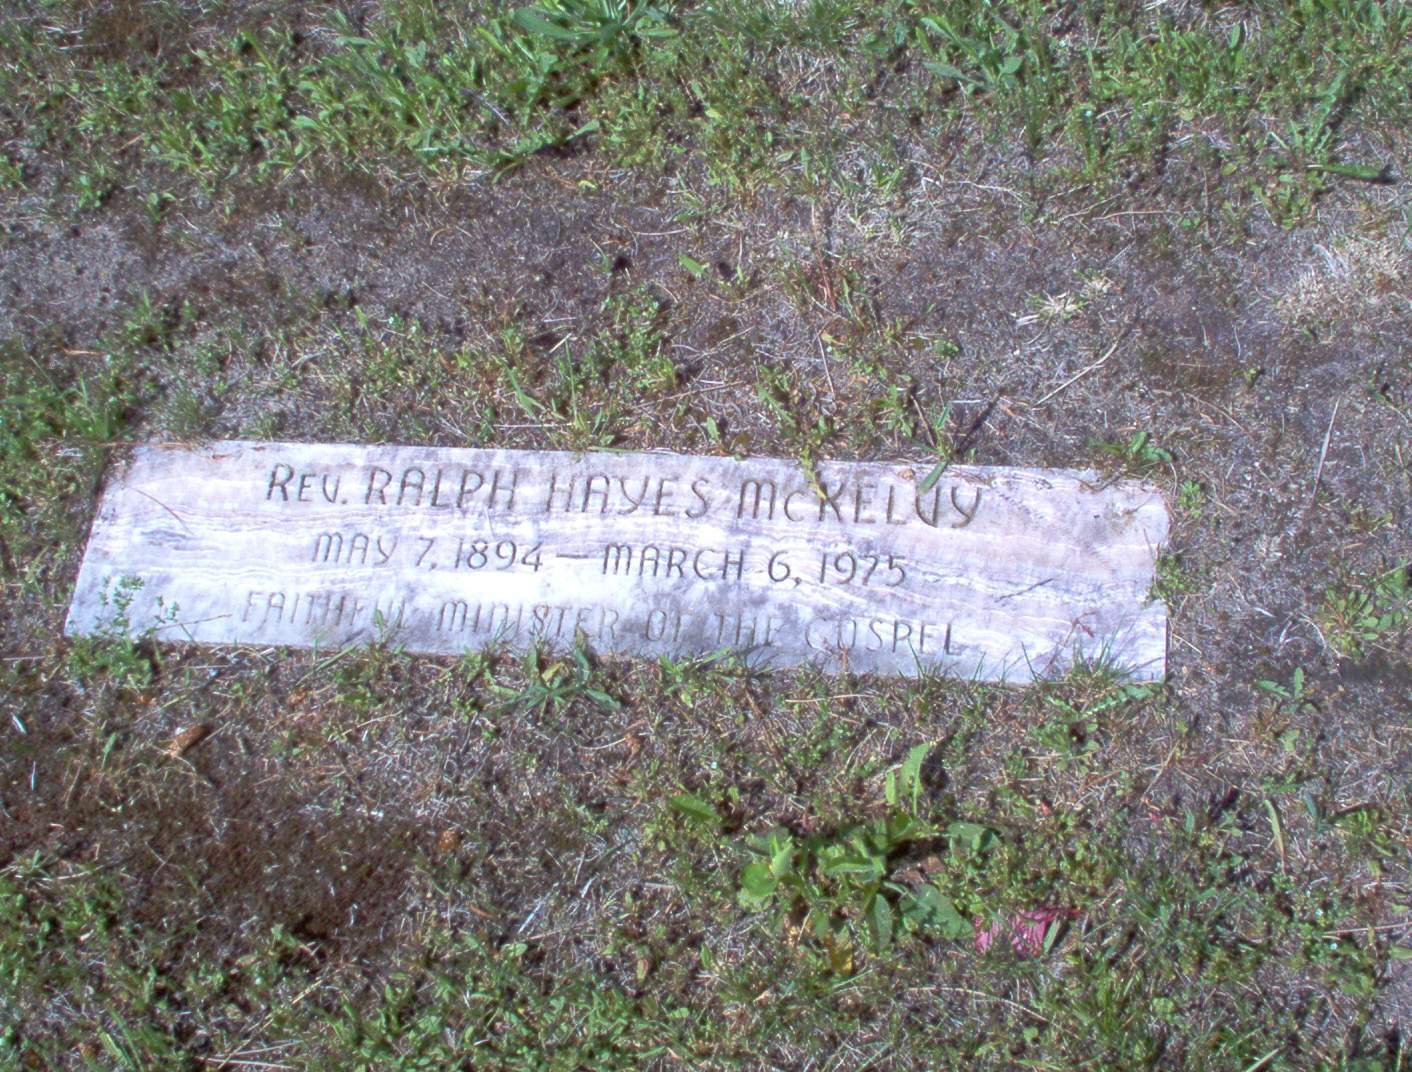 REV. RALPH HAYES MCKELVY
MAY 7, 1894 — MARCH 6, 1975
FAITHFUL MINISTER OF THE GOSPEL